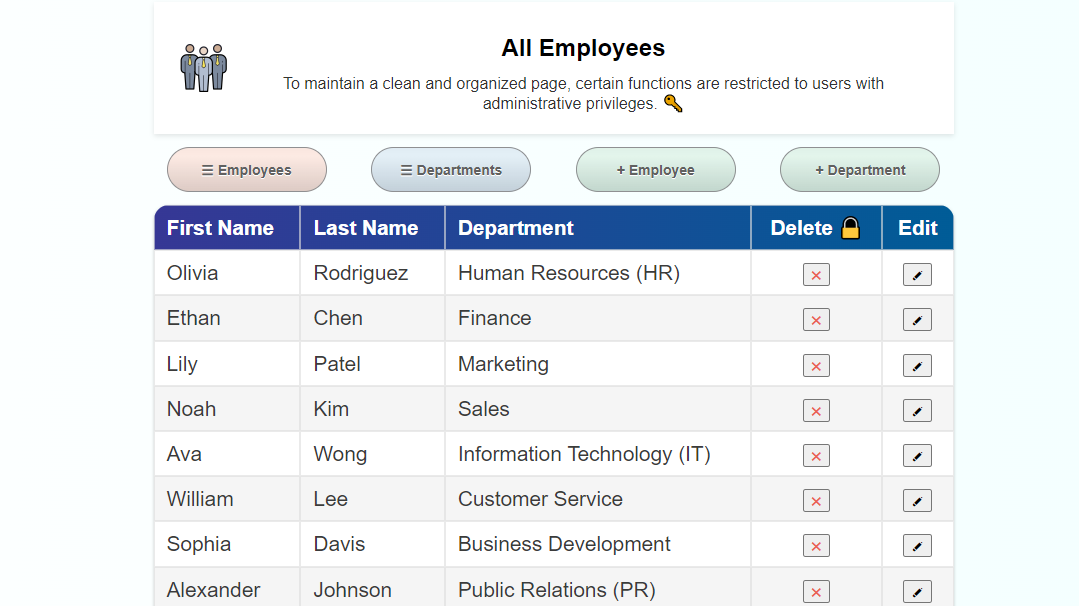 All Employees
To maintain a clean and organized page, certain functions are restricted to users with
administrative privileges. 🔑
☰ Employees ☰ Departments + Employee + Department
First Name Last Name Department Delete 🔒 Edit
Olivia Rodriguez Human Resources (HR)
Ethan Chen Finance
Lily Patel Marketing
Noah Kim Sales
Ava Wong Information Technology (IT)
William Lee Customer Service
Sophia Davis Business Development
Alexander Johnson Public Relations (PR)